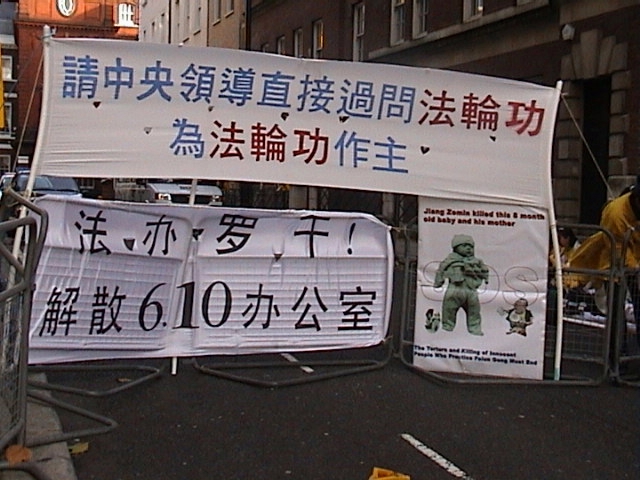 請中央領導直接過問法輪功
為法輪功作主
法办罗干!
解散6.10办公室
Jiang Zemin killed this 8 month
old baby and his mother
SOS
The Torture and Killing of Innocent
People Who Practice Falun Gong Must End